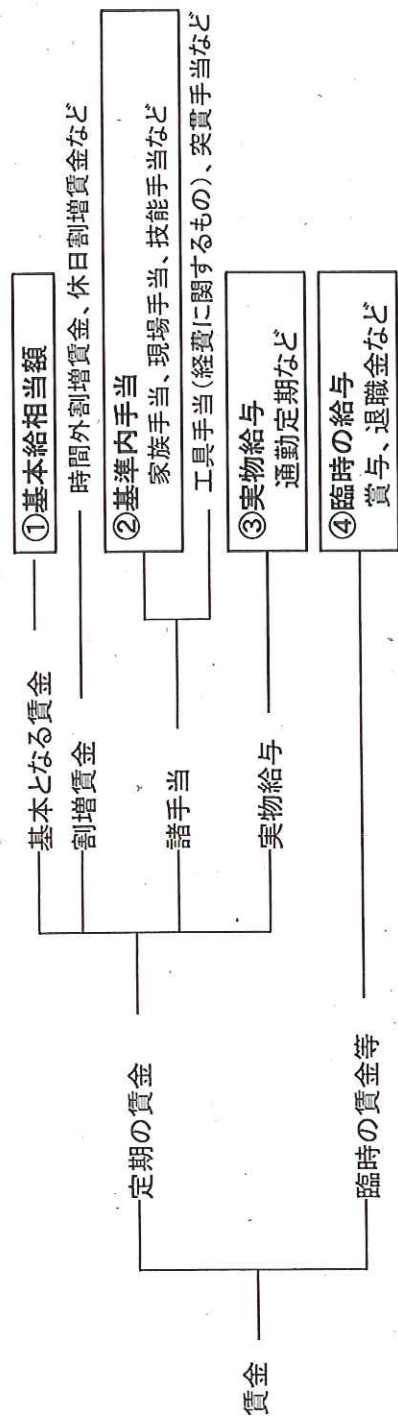 賃金
定期の賃金
基本となる賃金
①基本給相当額
割増賃金
時間外割増賃金、休日割増賃金など
諸手当
②基準内手当
家族手当、現場手当、技能手当など
工具手当(経費に関するもの)、突貫手当など
実物給与
③実物給与
通勤定期など
臨時の賃金等
④臨時の給与
賞与、退職金など